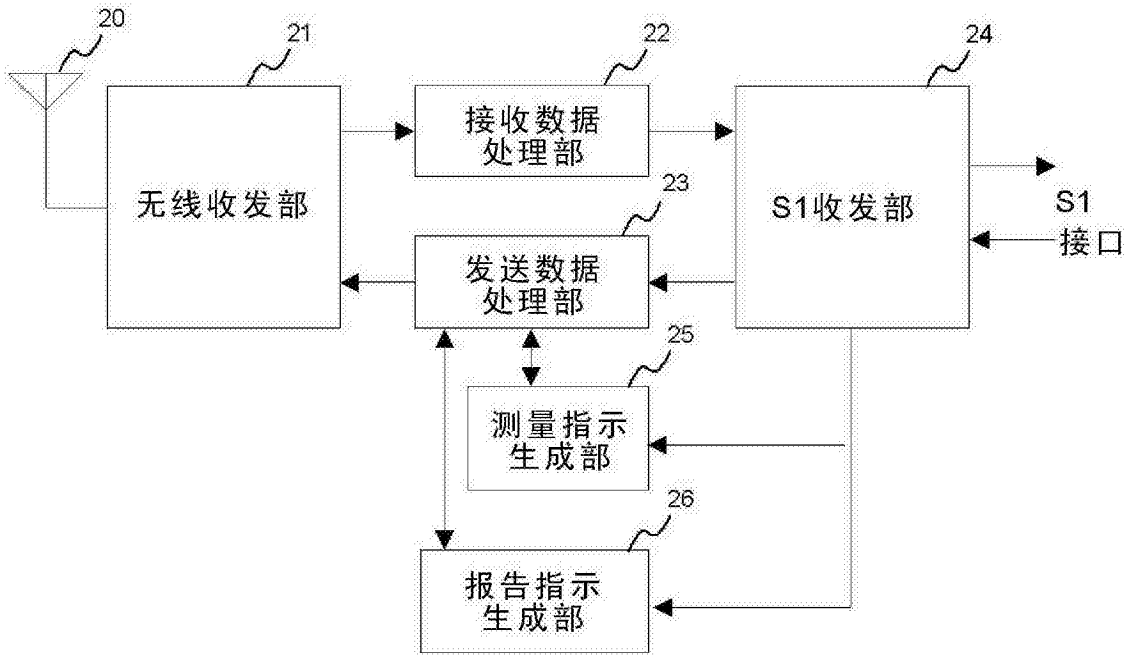 20
21
22
24
接收数据
处理部
无线收发部
23
S1收发部
S1
接口
发送数据
处理部
25
测量指示
生成部
26
报告指示
生成部